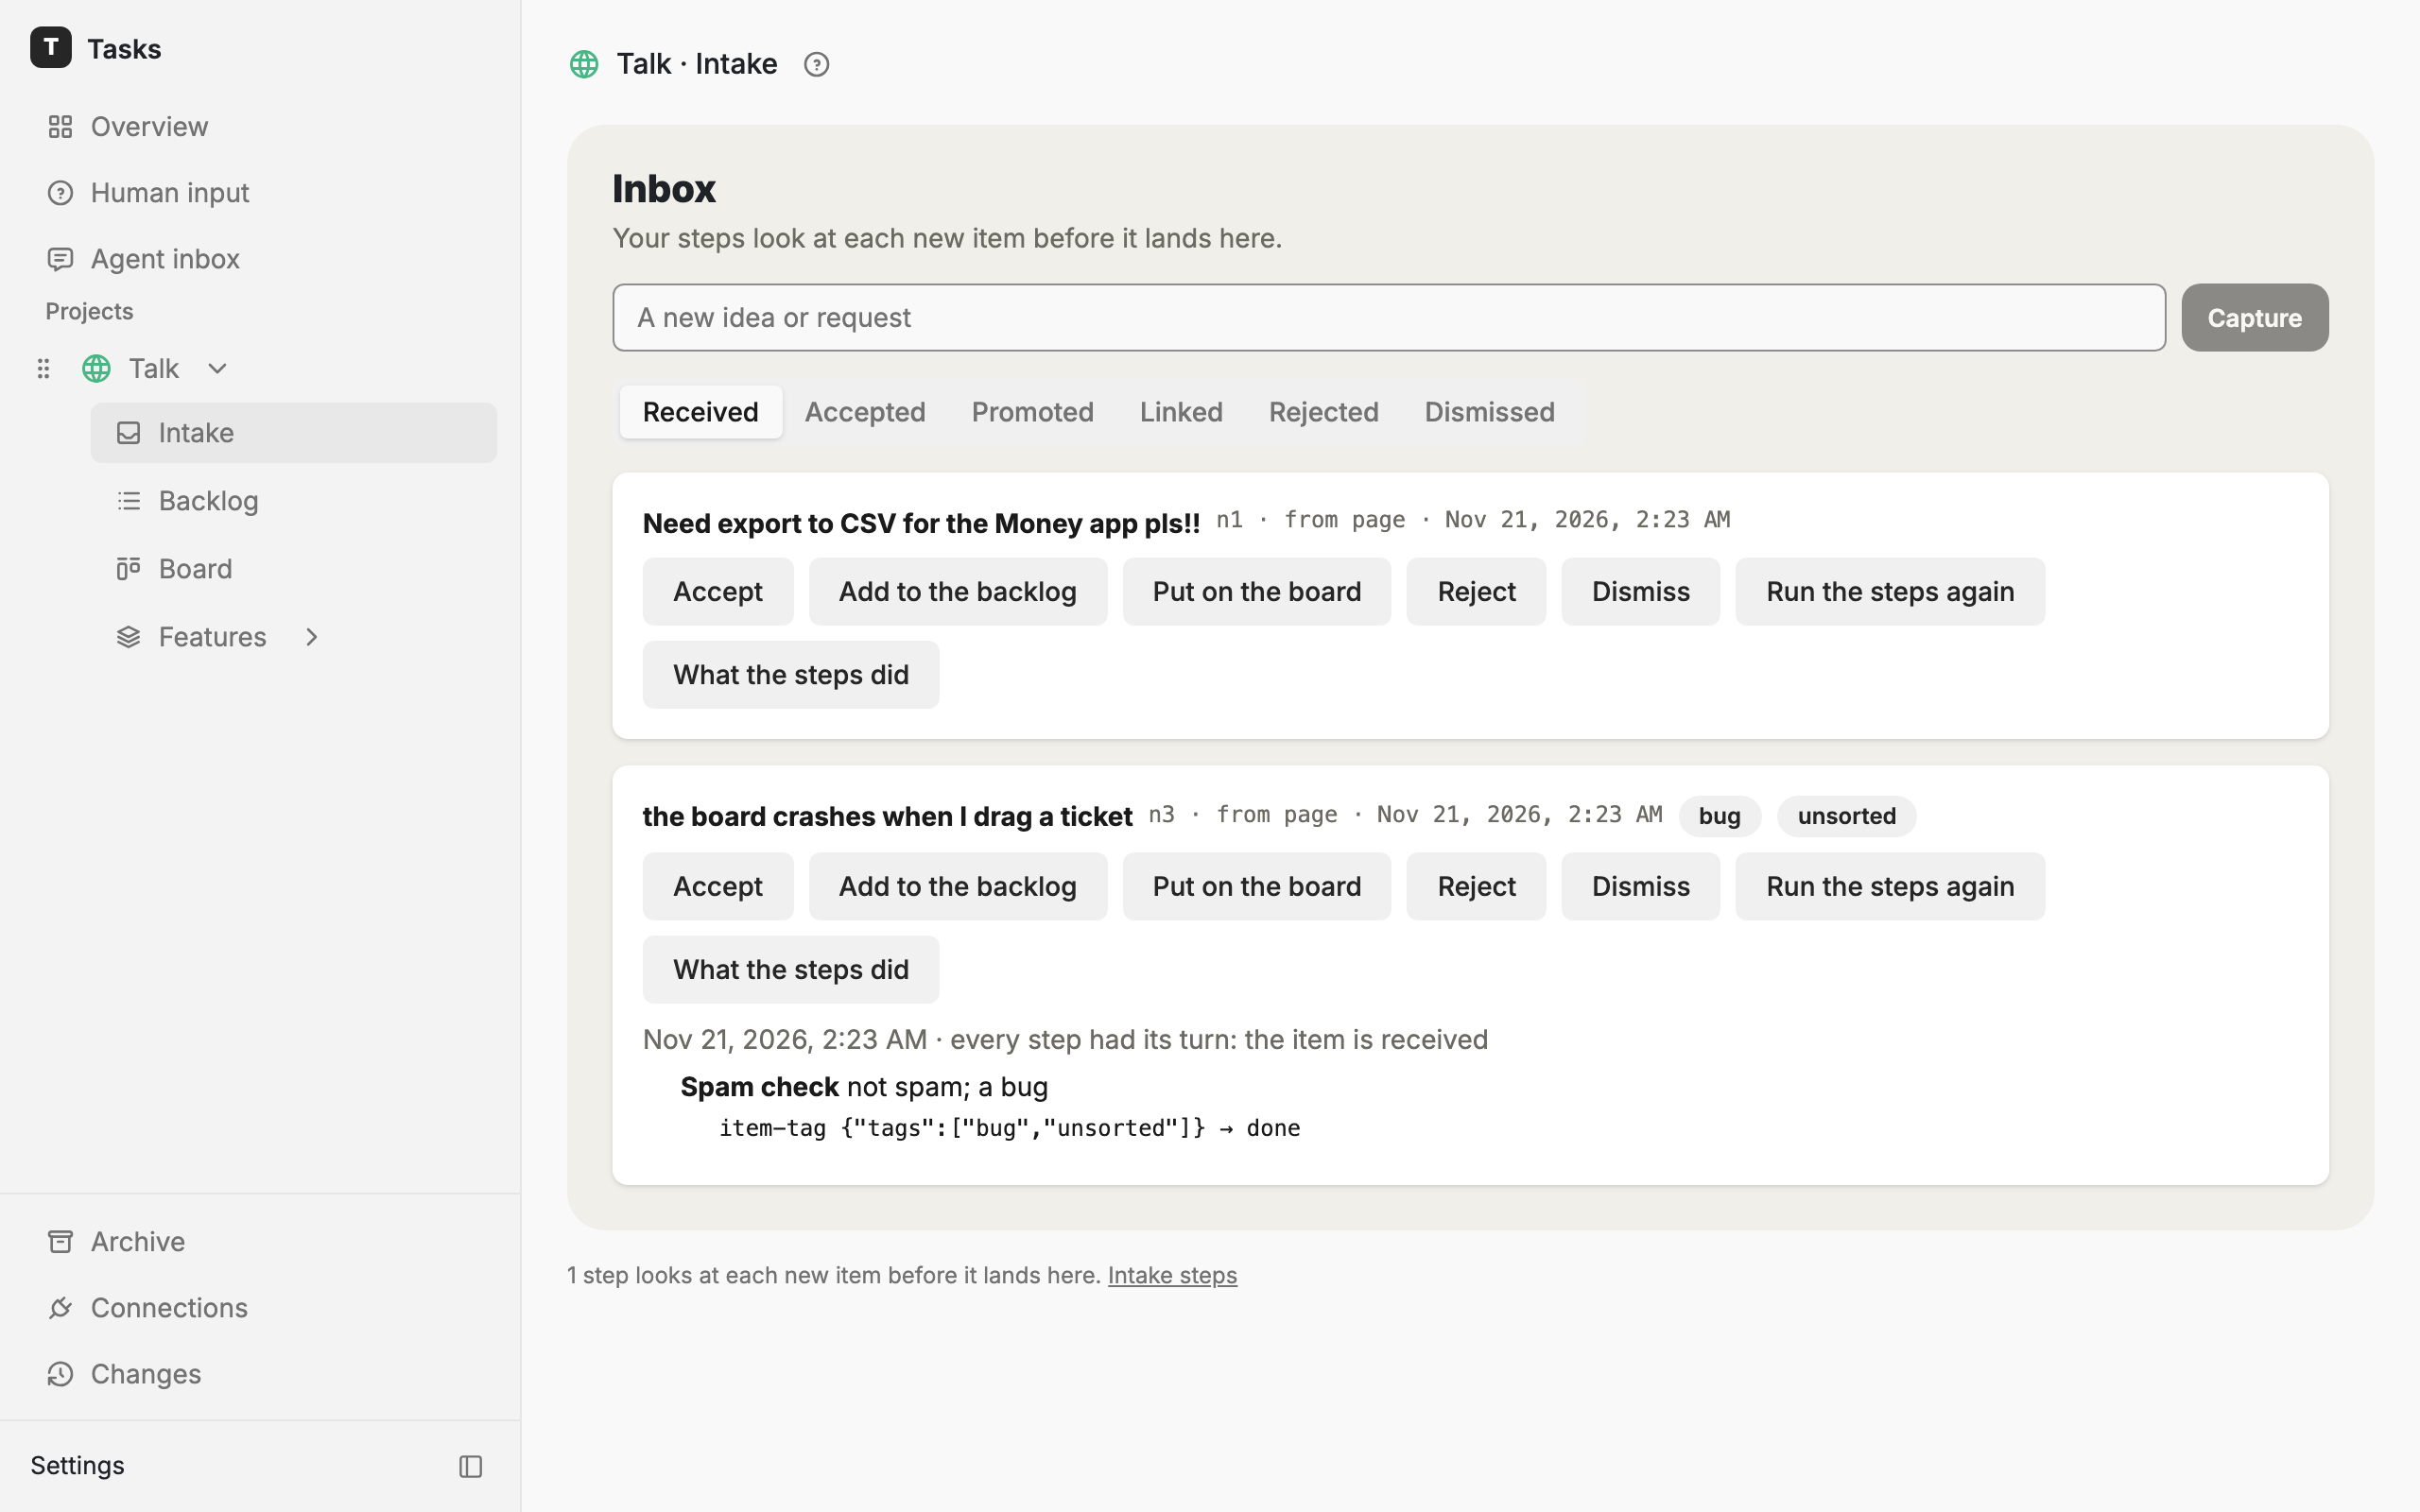 T Tasks
Overview
Human input
Agent inbox
Projects
Talk
Intake
Backlog
Board
Features
Archive
Connections
Changes
Settings
Talk · Intake ?
Inbox
Your steps look at each new item before it lands here.
A new idea or request Capture
Received Accepted Promoted Linked Rejected Dismissed
Need export to CSV for the Money app pls!! n1 · from page · Nov 21, 2026, 2:23 AM
Accept Add to the backlog Put on the board Reject Dismiss Run the steps again
What the steps did
the board crashes when I drag a ticket n3 · from page · Nov 21, 2026, 2:23 AM bug unsorted
Accept Add to the backlog Put on the board Reject Dismiss Run the steps again
What the steps did
Nov 21, 2026, 2:23 AM · every step had its turn: the item is received
Spam check not spam; a bug
item-tag {"tags":["bug","unsorted"]} → done
1 step looks at each new item before it lands here. Intake steps